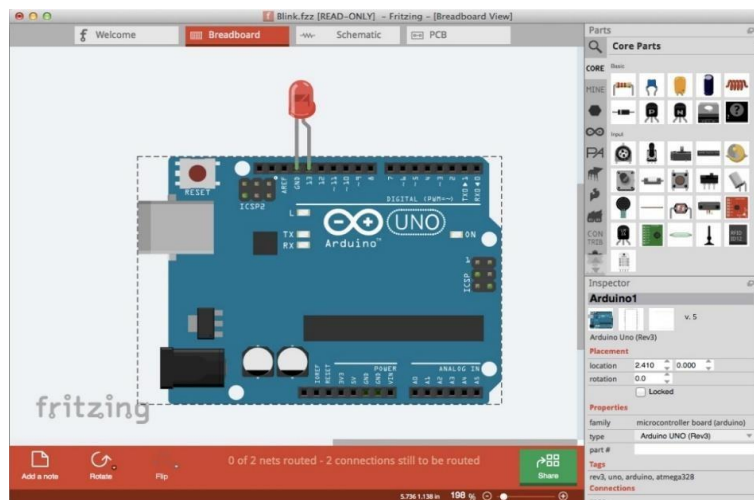 Blink.fzz [READ-ONLY] - Fritzing - [Breadboard View]
Welcome
Breadboard
Schematic
PCB
Parts
Core Parts
CORE
Basic
MINE
Input
PA
CON
TRIB
RESET
ICSP2
AREF
GND
13
12
~11
~10
~9
8
7
~6
~5
4
~3
2
TX0▶1
RX0◀0
DIGITAL (PWM=~)
L
TX
RX
UNO
Arduino™
ON
1
ICSP
IOREF
RESET
3V3
5V
GND
GND
VIN
POWER
ANALOG IN
A0
A1
A2
A3
A4
A5
fritzing
Inspector
Arduino1
v. 5
Arduino Uno (Rev3)
Placement
location 2.410 0.000
rotation 0.0
Locked
Properties
family microcontroller board (arduino)
type Arduino UNO (Rev3)
part #
Tags
rev3, uno, arduino, atmega328
Connections
Add a note
Rotate
Flip
0 of 2 nets routed - 2 connections still to be routed
Share
5.736 1.138 in 198 %